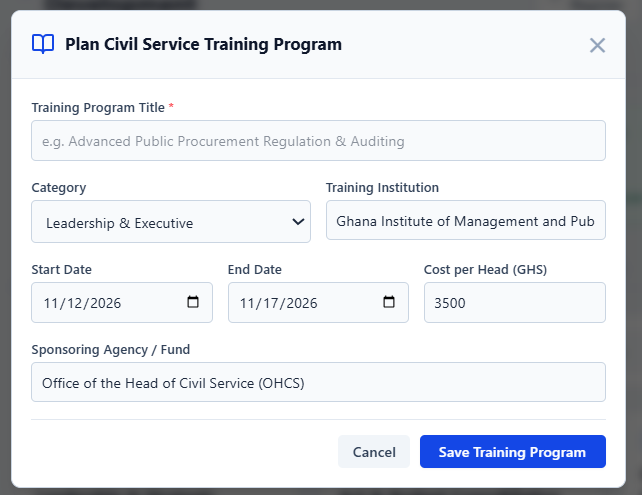 Plan Civil Service Training Program
Training Program Title *
e.g. Advanced Public Procurement Regulation & Auditing
Category Training Institution
Leadership & Executive Ghana Institute of Management and Pub
Start Date End Date Cost per Head (GHS)
11/12/2026 11/17/2026 3500
Sponsoring Agency / Fund
Office of the Head of Civil Service (OHCS)
Cancel Save Training Program